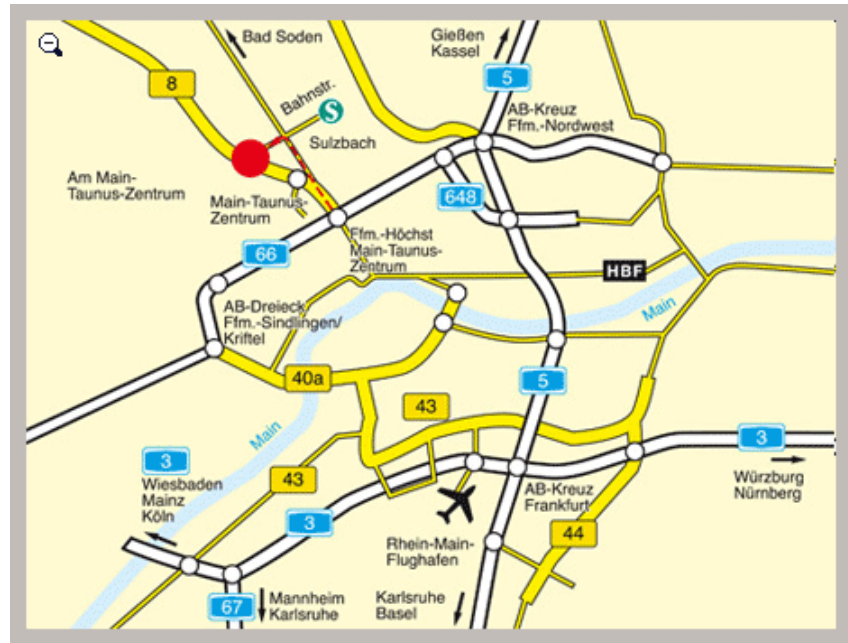 Bad Soden
Gießen
Kassel
5
8
Bahnstr.
S
AB-Kreuz
Ffm.-Nordwest
Sulzbach
Am Main-
Taunus-Zentrum
Main-Taunus-
Zentrum
648
Ffm.-Höchst
Main-Taunus-
Zentrum
66
HBF
Main
AB-Dreieck
Ffm.-Sindlingen/
Kriftel
40a
5
43
Main
3
3
Wiesbaden
Mainz
Köln
43
Würzburg
Nürnberg
AB-Kreuz
Frankfurt
3
44
Rhein-Main-
Flughafen
67
Mannheim
Karlsruhe
Karlsruhe
Basel